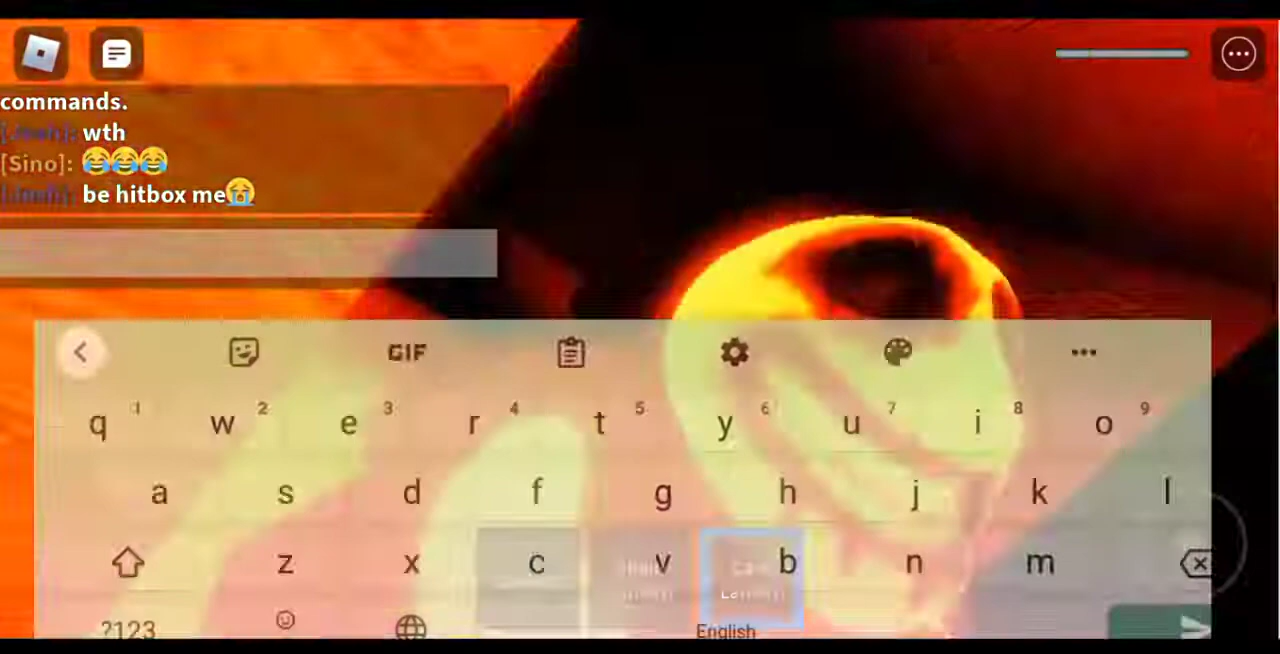 commands.
wth
[Sino]: 😂😂😂
be hitbox me😭
GIF
q 1 w 2 e 3 r 4 t 5 y 6 u 7 i 8 o 9
a s d f g h j k l
z x c v b n m
?123 English